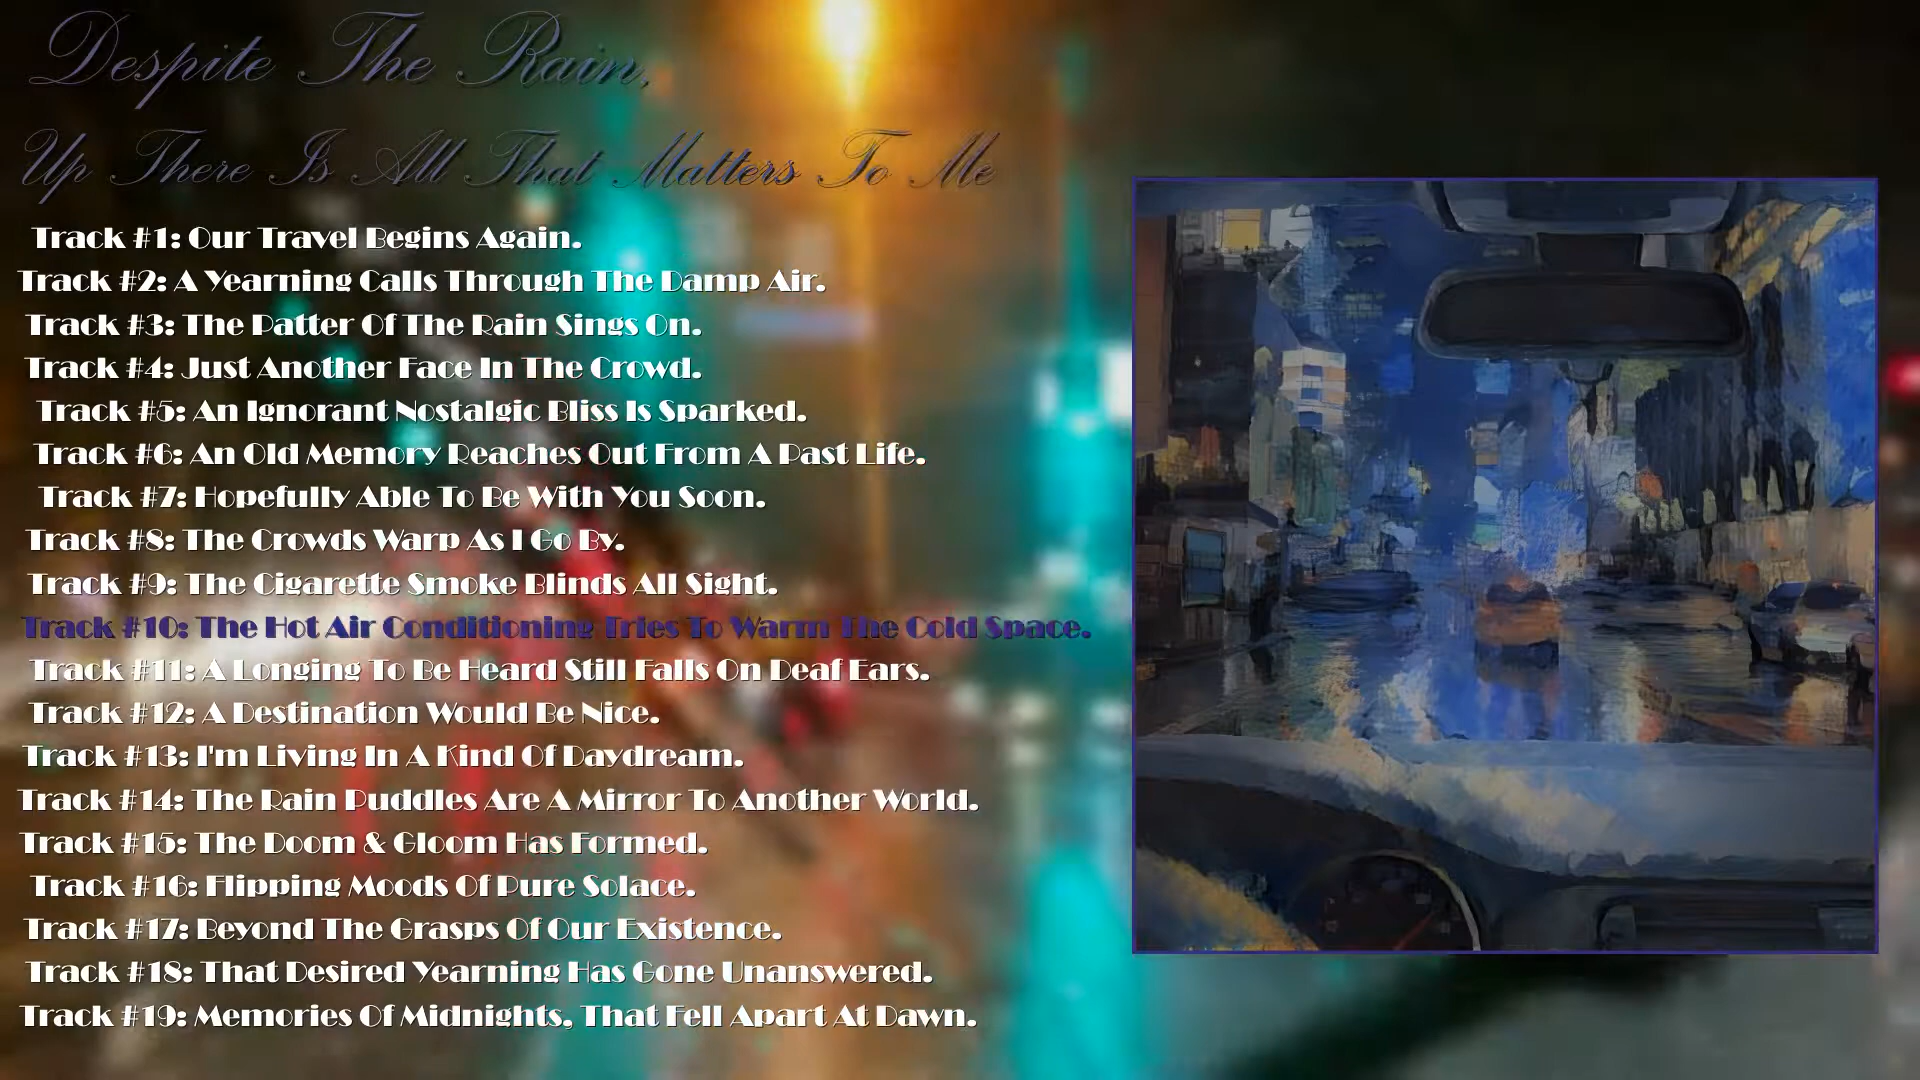 Despite The Rain,
Up There Is All That Matters To Me
Track #1: Our Travel Begins Again.
Track #2: A Yearning Calls Through The Damp Air.
Track #3: The Patter Of The Rain Sings On.
Track #4: Just Another Face In The Crowd.
Track #5: An Ignorant Nostalgic Bliss Is Sparked.
Track #6: An Old Memory Reaches Out From A Past Life.
Track #7: Hopefully Able To Be With You Soon.
Track #8: The Crowds Warp As I Go By.
Track #9: The Cigarette Smoke Blinds All Sight.
Track #10: The Hot Air Conditioning Tries To Warm The Cold Space.
Track #11: A Longing To Be Heard Still Falls On Deaf Ears.
Track #12: A Destination Would Be Nice.
Track #13: I'm Living In A Kind Of Daydream.
Track #14: The Rain Puddles Are A Mirror To Another World.
Track #15: The Doom & Gloom Has Formed.
Track #16: Flipping Moods Of Pure Solace.
Track #17: Beyond The Grasps Of Our Existence.
Track #18: That Desired Yearning Has Gone Unanswered.
Track #19: Memories Of Midnights, That Fell Apart At Dawn.